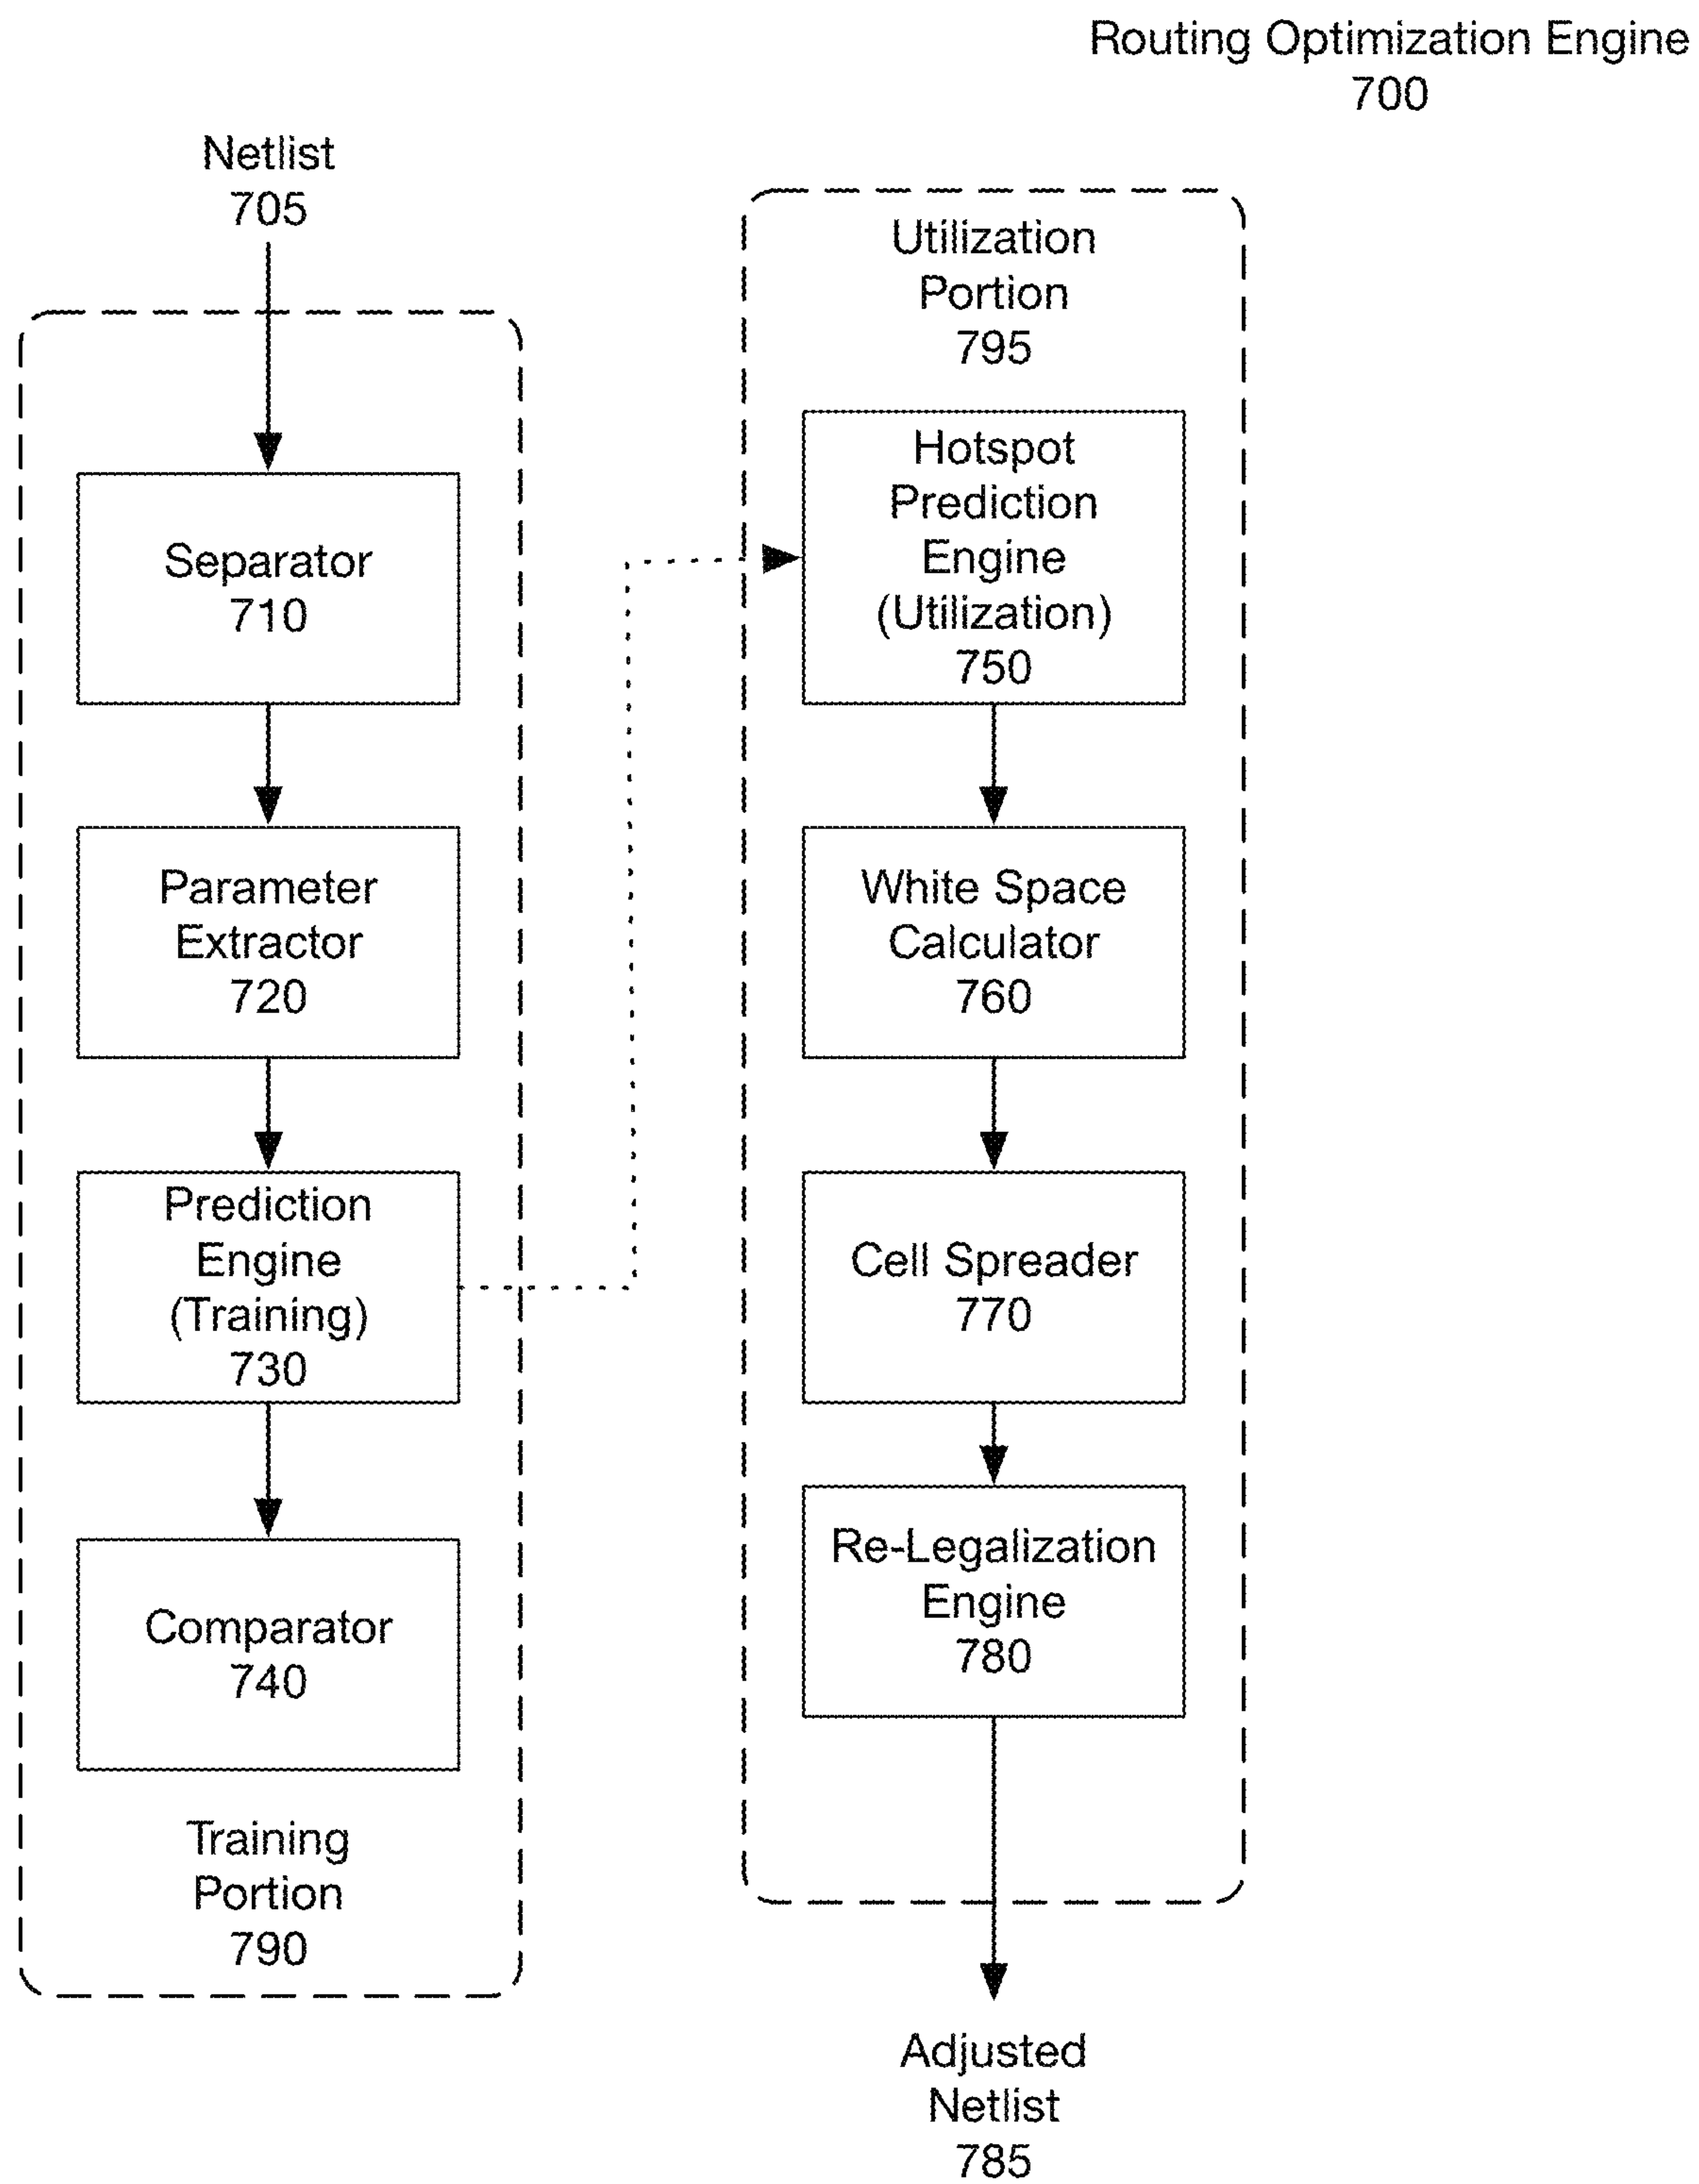 Routing Optimization Engine
700
Netlist
705
Separator
710
Parameter
Extractor
720
Prediction
Engine
(Training)
730
Comparator
740
Training
Portion
790
Utilization
Portion
795
Hotspot
Prediction
Engine
(Utilization)
750
White Space
Calculator
760
Cell Spreader
770
Re-Legalization
Engine
780
Adjusted
Netlist
785